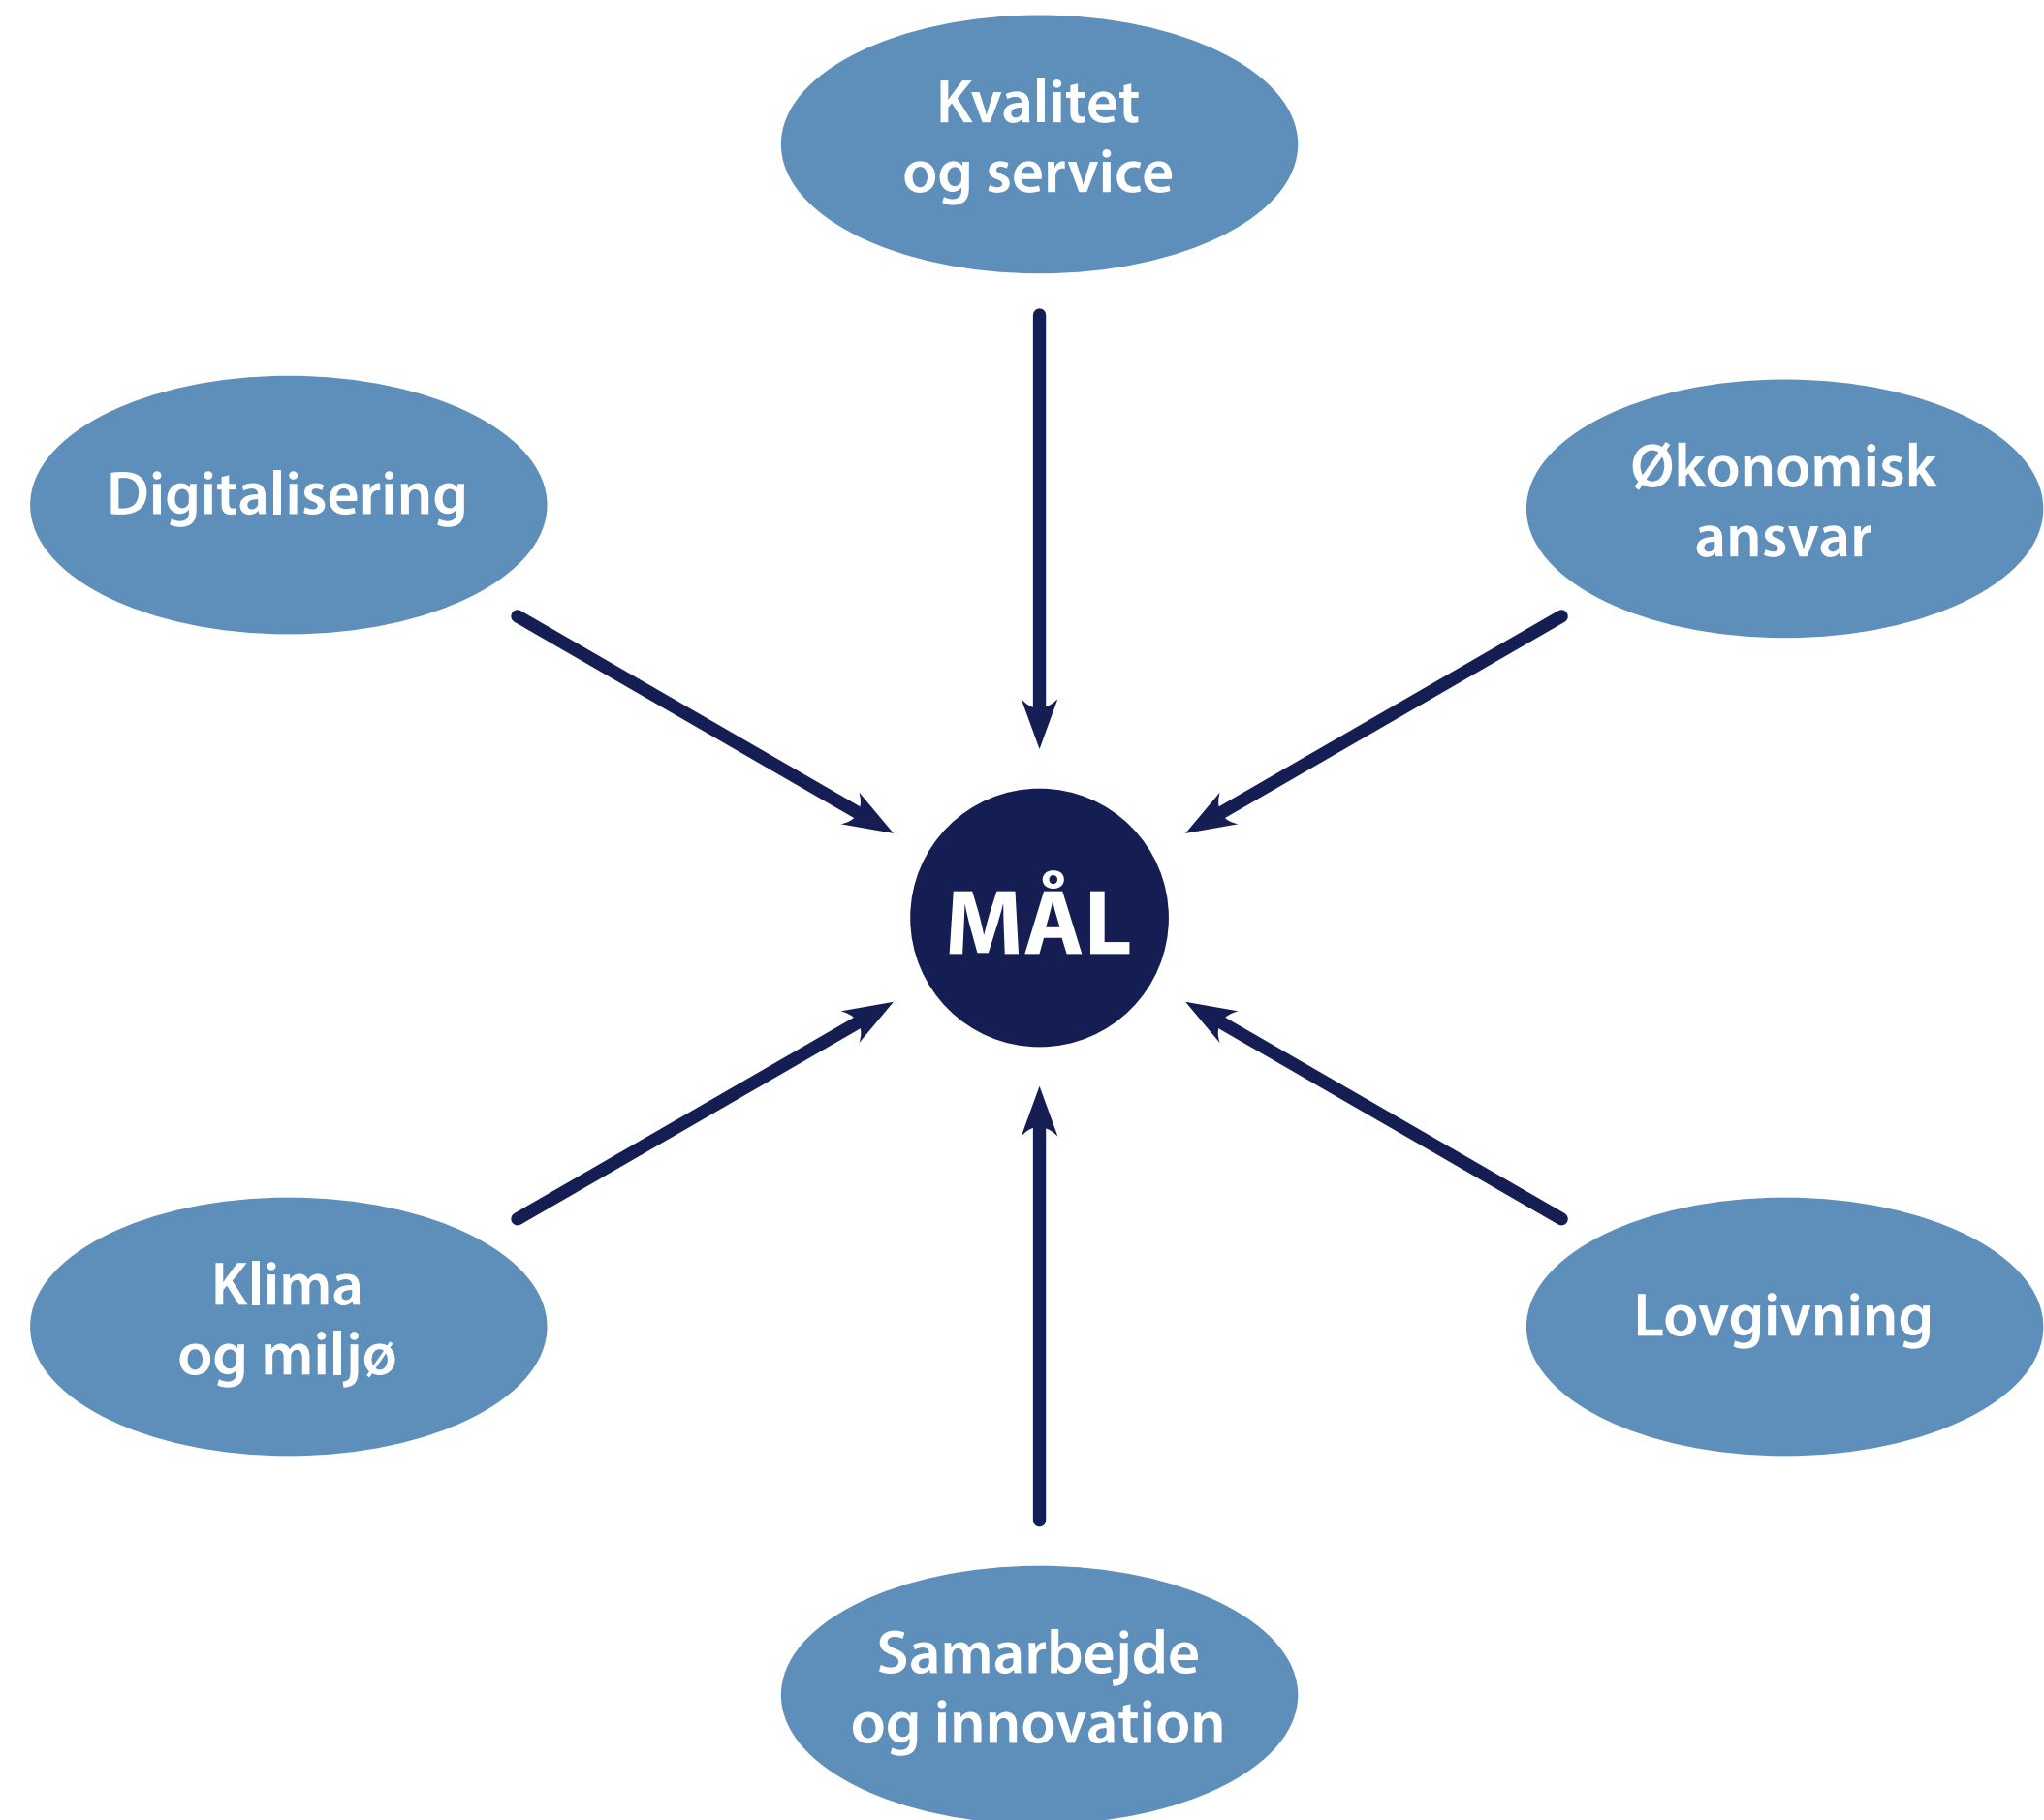 Kvalitet
og service
Digitalisering
Økonomisk
ansvar
MÅL
Klima
og miljø
Lovgivning
Samarbejde
og innovation